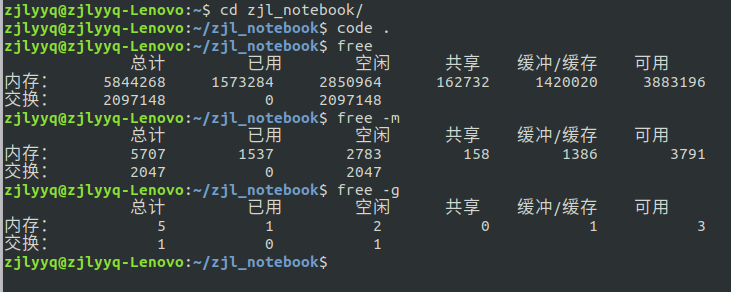 zjlyyq@zjlyyq-Lenovo:~$ cd zjl_notebook/
zjlyyq@zjlyyq-Lenovo:~/zjl_notebook$ code .
zjlyyq@zjlyyq-Lenovo:~/zjl_notebook$ free
总计 已用 空闲 共享 缓冲/缓存 可用
内存: 5844268 1573284 2850964 162732 1420020 3883196
交换: 2097148 0 2097148
zjlyyq@zjlyyq-Lenovo:~/zjl_notebook$ free -m
总计 已用 空闲 共享 缓冲/缓存 可用
内存: 5707 1537 2783 158 1386 3791
交换: 2047 0 2047
zjlyyq@zjlyyq-Lenovo:~/zjl_notebook$ free -g
总计 已用 空闲 共享 缓冲/缓存 可用
内存: 5 1 2 0 1 3
交换: 1 0 1
zjlyyq@zjlyyq-Lenovo:~/zjl_notebook$